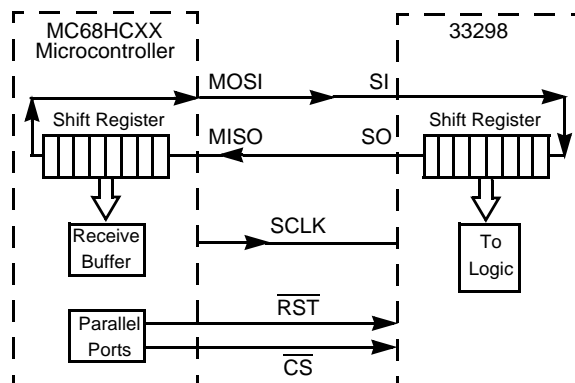 MC68HCXX
Microcontroller
33298
MOSI
SI
Shift Register
Shift Register
MISO
SO
SCLK
Receive
Buffer
To
Logic
RST
Parallel
Ports
CS